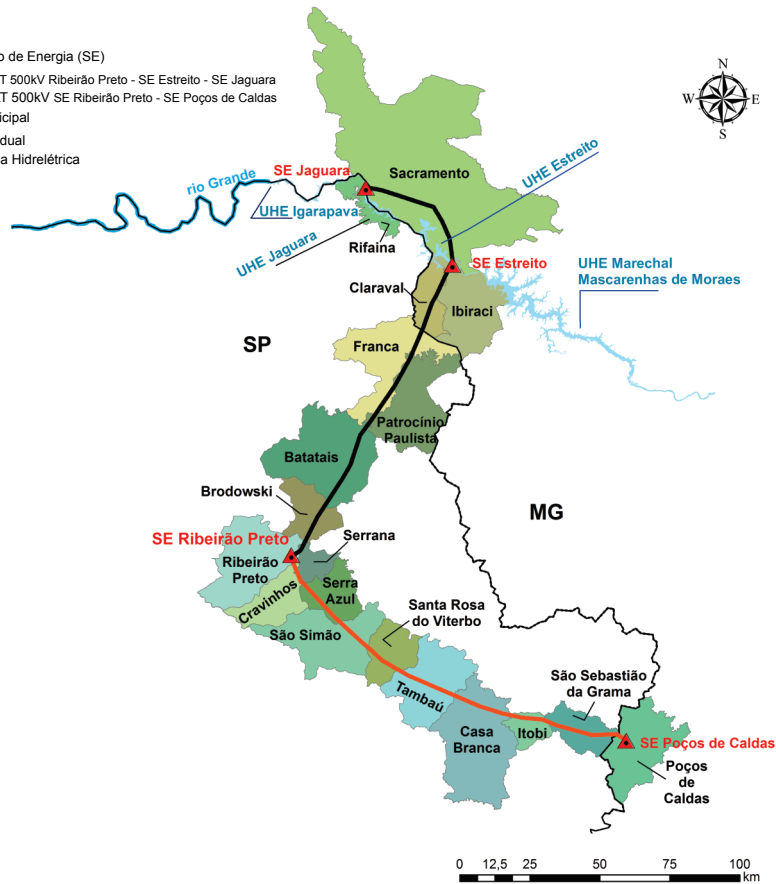 o de Energia (SE)
T 500kV Ribeirão Preto - SE Estreito - SE Jaguara
T 500kV SE Ribeirão Preto - SE Poços de Caldas
icipal
dual
a Hidrelétrica
N
W
E
S
SE Jaguara
Sacramento
UHE Estreito
rio Grande
UHE Igarapava
UHE Jaguara
Rifaina
SE Estreito
UHE Marechal
Mascarenhas de Moraes
Claraval
Ibiraci
SP
Franca
Patrocínio
Paulista
Batatais
Brodowski
MG
SE Ribeirão Preto
Serrana
Ribeirão
Preto
Cravinhos
Serra
Azul
Santa Rosa
do Viterbo
São Simão
São Sebastião
da Grama
Tambaú
Casa
Branca
Itobi
SE Poços de Caldas
Poços
de
Caldas
0 12,5 25 50 75 100
km